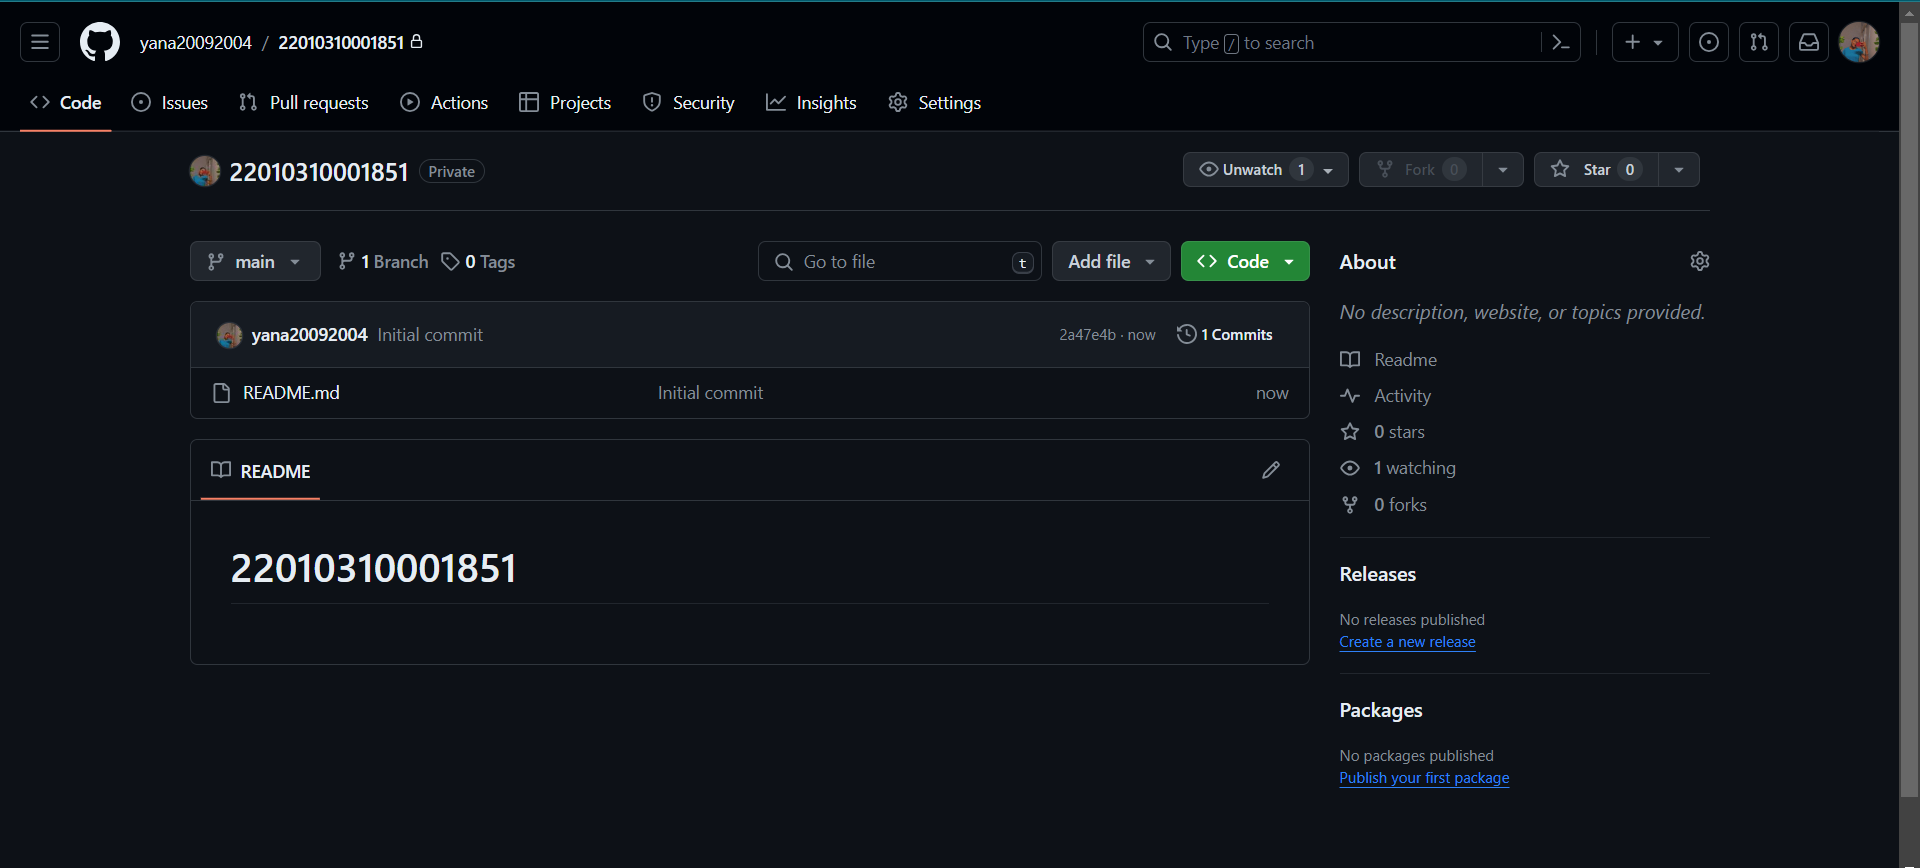 yana20092004 / 22010310001851
Type / to search
Code Issues Pull requests Actions Projects Security Insights Settings
22010310001851 Private
Unwatch 1 Fork 0 Star 0
main 1 Branch 0 Tags
Go to file t Add file Code
yana20092004 Initial commit 2a47e4b · now 1 Commits
README.md Initial commit now
README
22010310001851
About
No description, website, or topics provided.
Readme
Activity
0 stars
1 watching
0 forks
Releases
No releases published
Create a new release
Packages
No packages published
Publish your first package